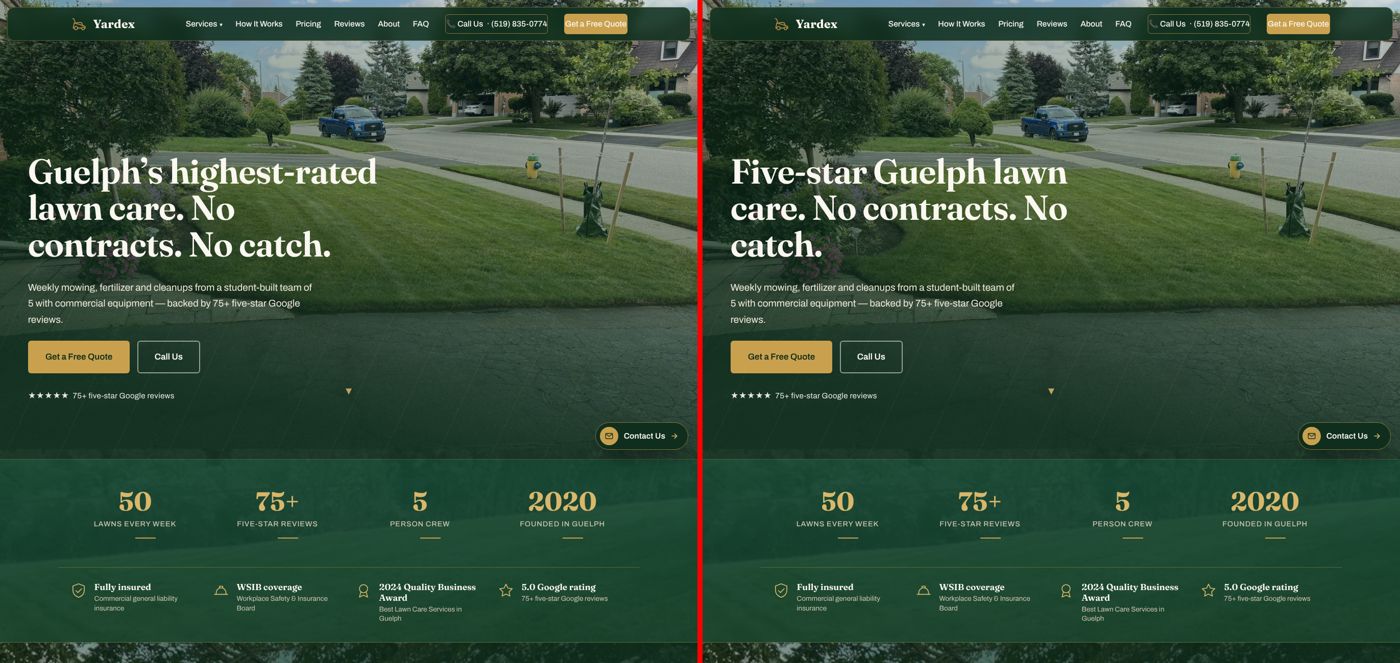 Yardex
Services ▾ How It Works Pricing Reviews About FAQ
Call Us · (519) 835-0774
Get a Free Quote
Guelph’s highest-rated
lawn care. No
contracts. No catch.
Weekly mowing, fertilizer and cleanups from a student-built team of
5 with commercial equipment — backed by 75+ five-star Google
reviews.
Get a Free Quote
Call Us
★★★★★ 75+ five-star Google reviews
▼
Contact Us →
50
LAWNS EVERY WEEK
75+
FIVE-STAR REVIEWS
5
PERSON CREW
2020
FOUNDED IN GUELPH
Fully insured
Commercial general liability
insurance
WSIB coverage
Workplace Safety & Insurance
Board
2024 Quality Business
Award
Best Lawn Care Services in
Guelph
5.0 Google rating
75+ five-star Google reviews
Yardex
Services ▾ How It Works Pricing Reviews About FAQ
Call Us · (519) 835-0774
Get a Free Quote
Five-star Guelph lawn
care. No contracts. No
catch.
Weekly mowing, fertilizer and cleanups from a student-built team of
5 with commercial equipment — backed by 75+ five-star Google
reviews.
Get a Free Quote
Call Us
★★★★★ 75+ five-star Google reviews
▼
Contact Us →
50
LAWNS EVERY WEEK
75+
FIVE-STAR REVIEWS
5
PERSON CREW
2020
FOUNDED IN GUELPH
Fully insured
Commercial general liability
insurance
WSIB coverage
Workplace Safety & Insurance
Board
2024 Quality Business
Award
Best Lawn Care Services in
Guelph
5.0 Google rating
75+ five-star Google reviews